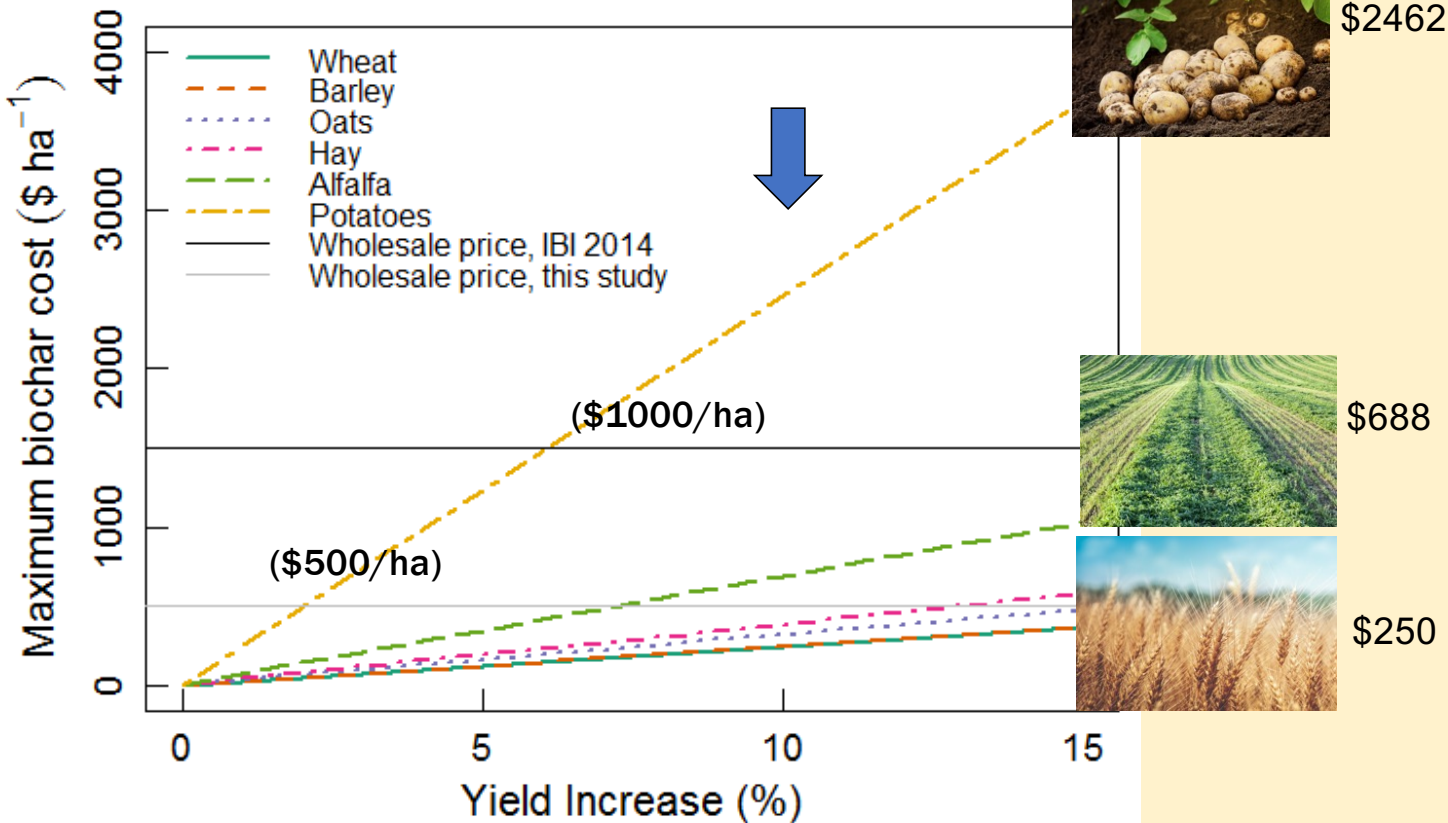 Maximum biochar cost ($ ha⁻¹)
4000
3000
2000
1000
0
Wheat
Barley
Oats
Hay
Alfalfa
Potatoes
Wholesale price, IBI 2014
Wholesale price, this study
($1000/ha)
($500/ha)
0 5 10 15
Yield Increase (%)
$2462
$688
$250